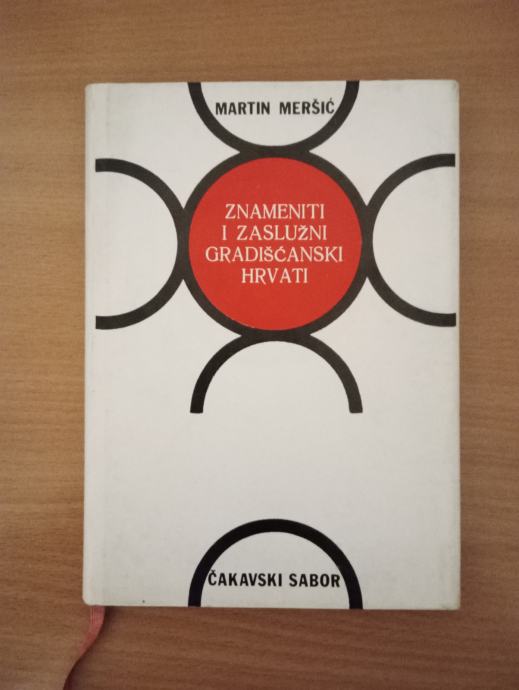 MARTIN MERŠIĆ
ZNAMENITI
I ZASLUŽNI
GRADIŠĆANSKI
HRVATI
ČAKAVSKI SABOR